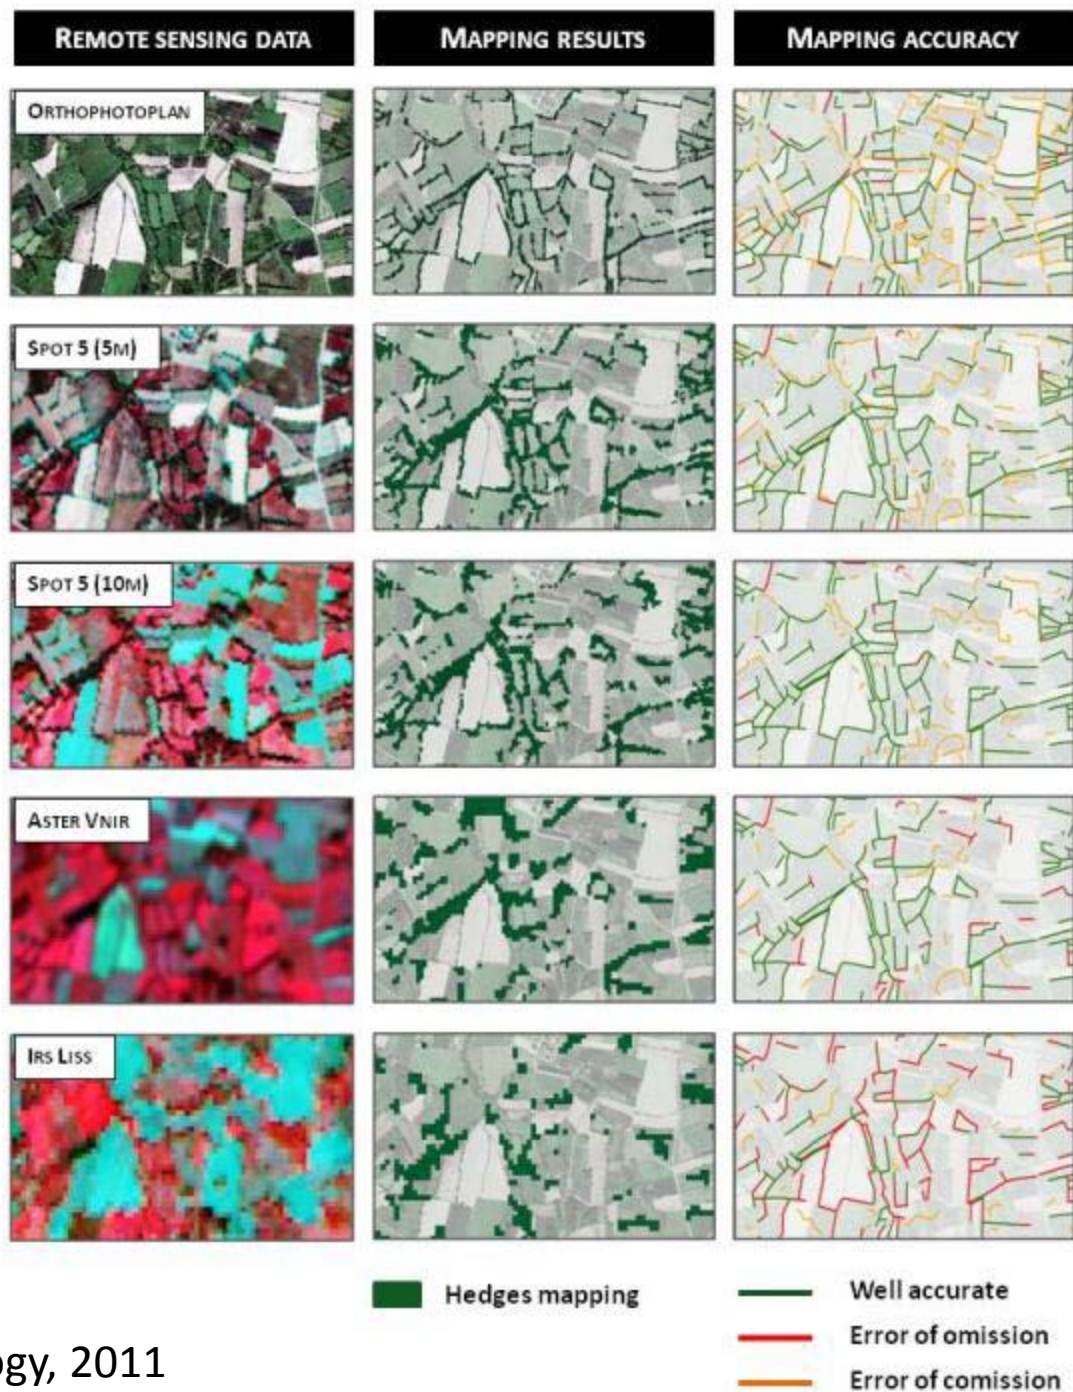 REMOTE SENSING DATA
MAPPING RESULTS
MAPPING ACCURACY
ORTHOPHOTOPLAN
SPOT 5 (5M)
SPOT 5 (10M)
ASTER VNIR
IRS LISS
Hedges mapping
Well accurate
Error of omission
Error of comission
ogy, 2011